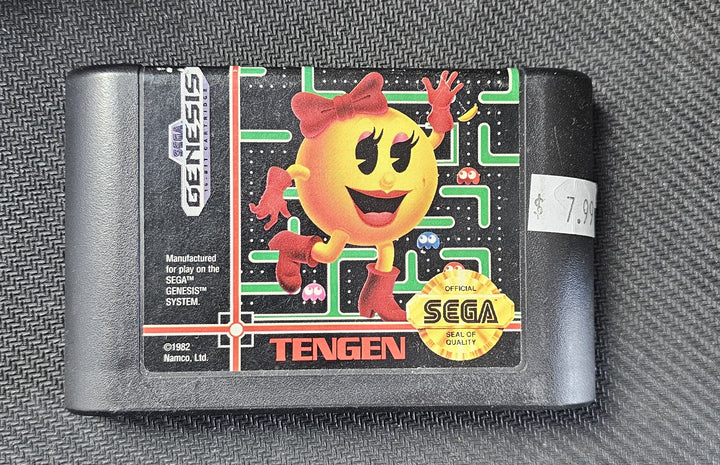 SEGA
GENESIS
16-BIT CARTRIDGE
$ 7.99
Manufactured
for play on the
SEGA™
GENESIS™
SYSTEM.
OFFICIAL
SEGA
SEAL OF
QUALITY
©1982
Namco, Ltd.
TENGEN